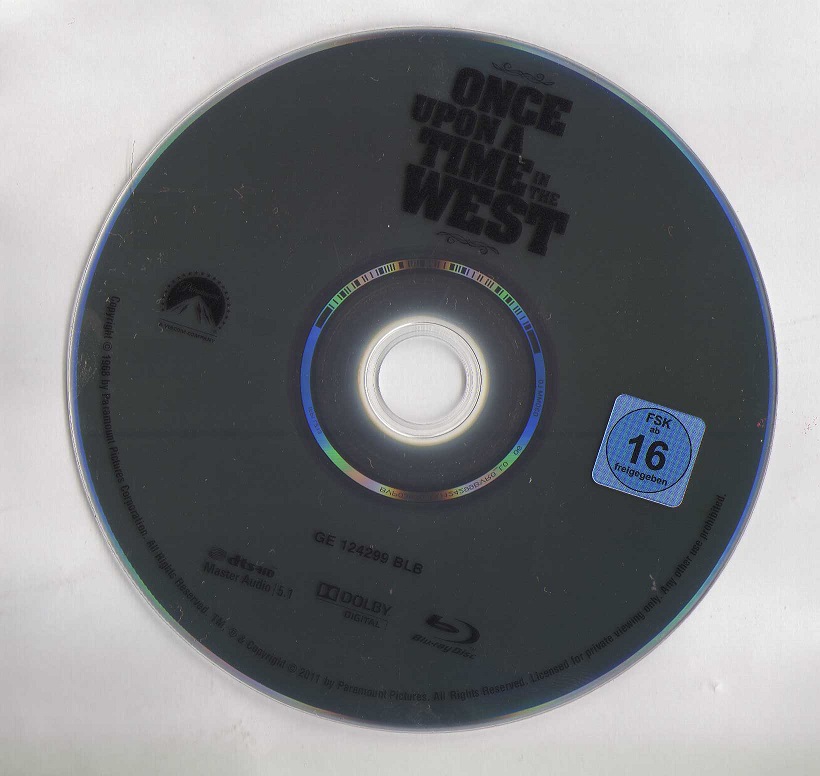 ONCE
UPON A
TIME IN
THE
WEST
Paramount
FSK
ab
16
freigegeben
GE 124299 BLB
dts-HD
Master Audio | 5.1
DOLBY
DIGITAL
Blu-ray Disc
Copyright © 1968 by Paramount Pictures Corporation. All Rights Reserved. TM, ® & Copyright © 2011 by Paramount Pictures. All Rights Reserved. Licensed for private viewing only. Any other use prohibited.